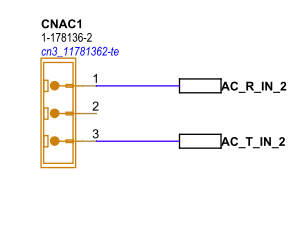 CNAC1
1-178136-2
cn3_11781362-te
1
AC_R_IN_2
2
3
AC_T_IN_2